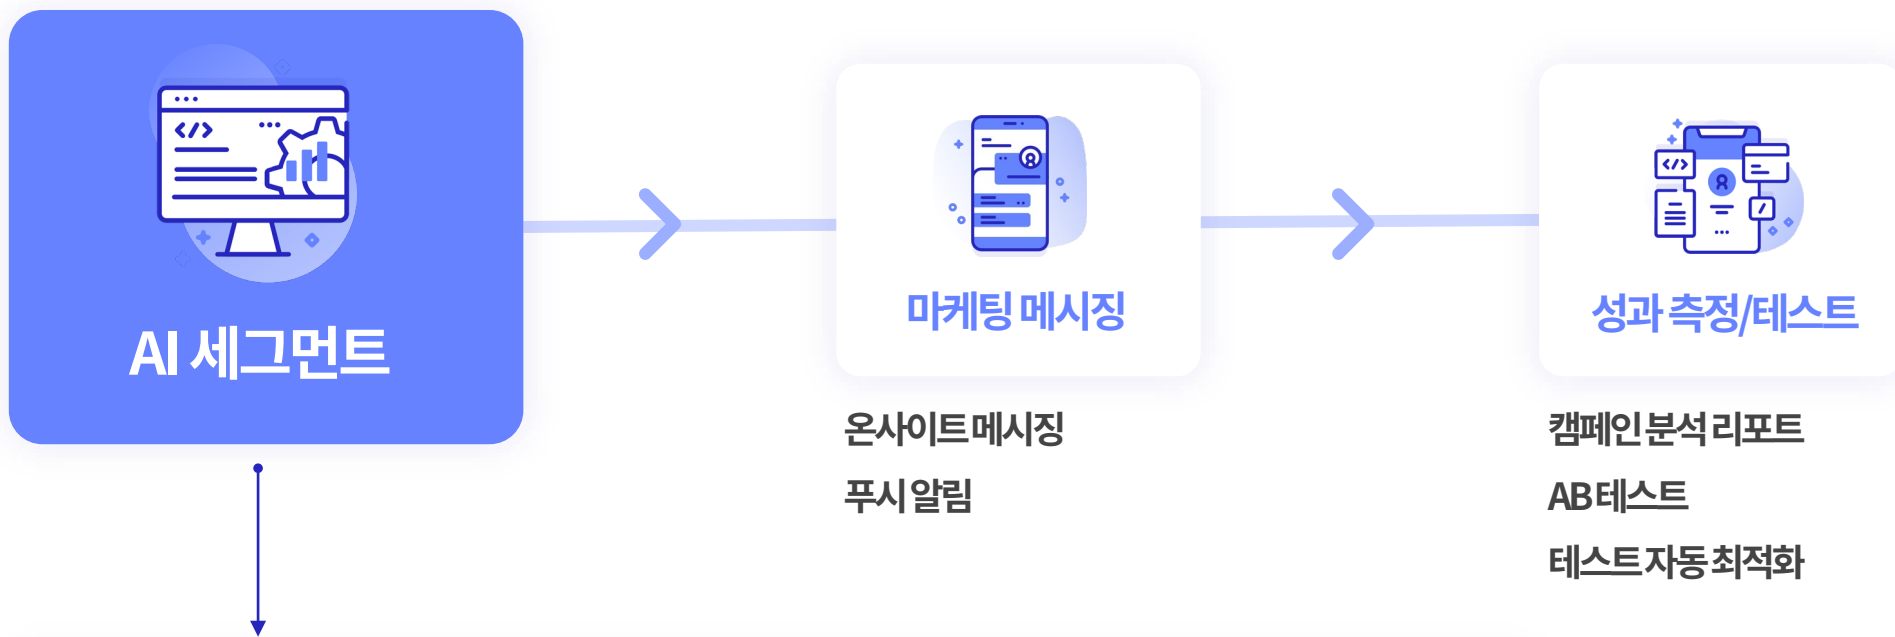 AI 세그먼트
마케팅 메시징
온사이트 메시징
푸시 알림
성과 측정/테스트
캠페인 분석 리포트
AB 테스트
테스트 자동 최적화